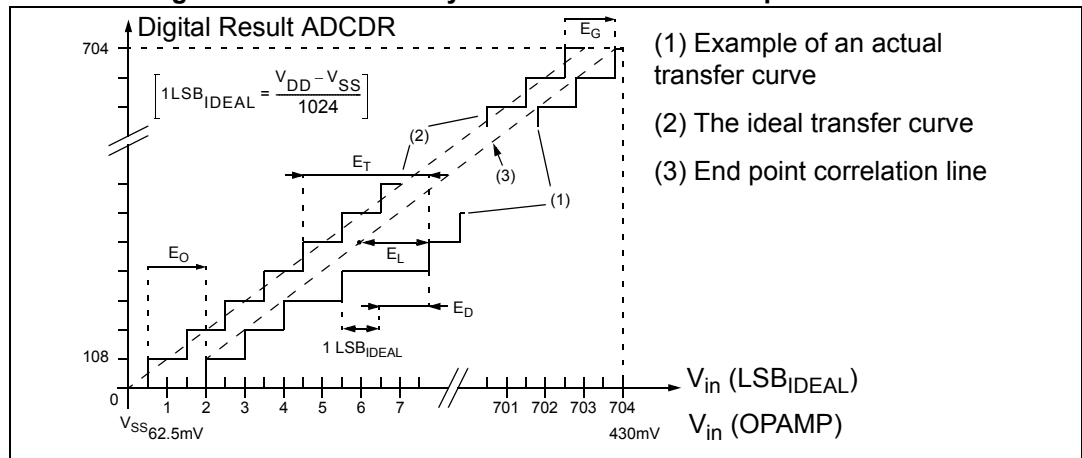 Digital Result ADCDR
704
[1LSB_IDEAL = (V_DD – V_SS) / 1024]
E_G
(1) Example of an actual
transfer curve
(2) The ideal transfer curve
(3) End point correlation line
(2)
(3)
(1)
E_T
E_O
E_L
E_D
1 LSB_IDEAL
108
0
1 2 3 4 5 6 7 701 702 703 704
V_in (LSB_IDEAL)
V_SS 62.5mV 430mV
V_in (OPAMP)